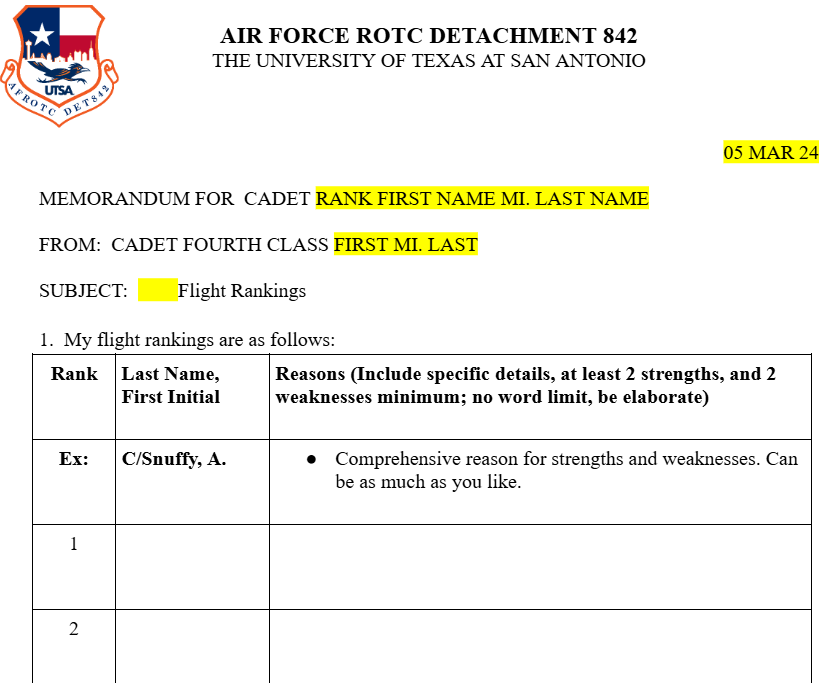 AIR FORCE ROTC DETACHMENT 842
THE UNIVERSITY OF TEXAS AT SAN ANTONIO
UTSA
AFROTC DET 842
05 MAR 24
MEMORANDUM FOR  CADET RANK FIRST NAME MI. LAST NAME
FROM:  CADET FOURTH CLASS FIRST MI. LAST
SUBJECT:  Flight Rankings
1.  My flight rankings are as follows:
Rank
Last Name,
First Initial
Reasons (Include specific details, at least 2 strengths, and 2
weaknesses minimum; no word limit, be elaborate)
Ex:
C/Snuffy, A.
● Comprehensive reason for strengths and weaknesses. Can
be as much as you like.
1
2